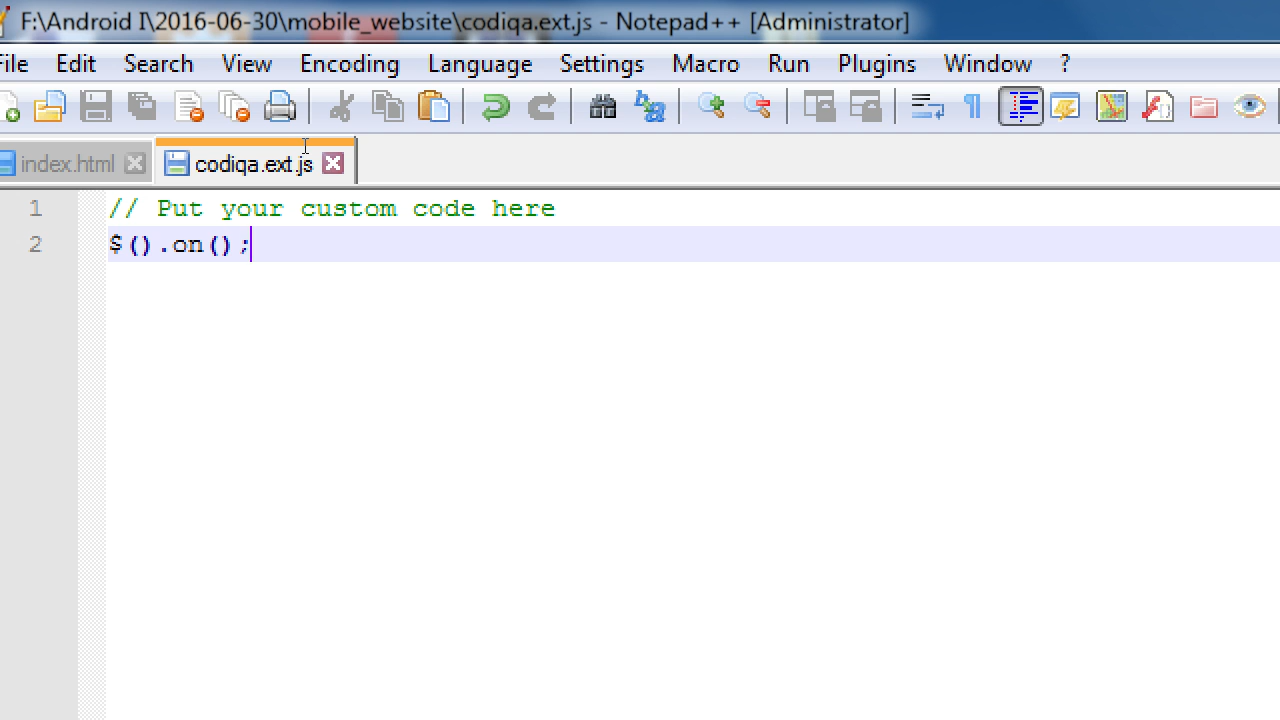 F:\Android I\2016-06-30\mobile_website\codiqa.ext.js - Notepad++ [Administrator]
File Edit Search View Encoding Language Settings Macro Run Plugins Window ?
index.html codiqa.ext.js
1 // Put your custom code here
2 $().on();